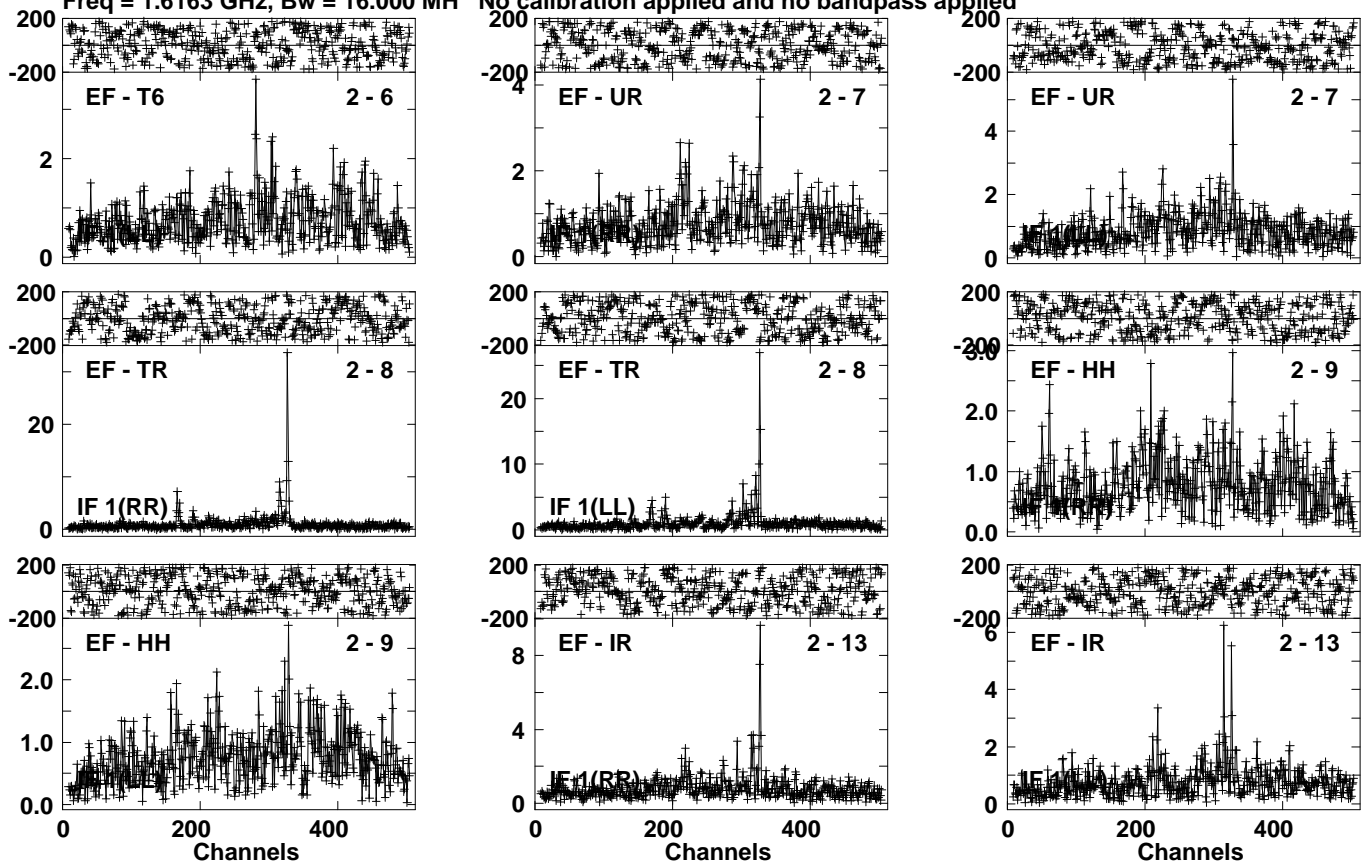 Freq = 1.6163 GHz, Bw = 16.000 MH No calibration applied and no bandpass applied
200 200 200
-200 -200 -200
EF - T6 2 - 6 EF - UR 2 - 7 EF - UR 2 - 7
4
4
2 2
2
0 0 0
200 200 200
-200 -200 -200
3.0
EF - TR 2 - 8 EF - TR 2 - 8 EF - HH 2 - 9
20 20 2.0
10 1.0
IF 1(RR) IF 1(LL) IF 1(RR)
0 0 0.0
200 200 200
-200 -200 -200
EF - HH 2 - 9 EF - IR 2 - 13 EF - IR 2 - 13
6
2.0 8
4
1.0 4
2
IF 1(RR)
0.0 0 0
0 200 400 0 200 400 0 200 400
Channels Channels Channels